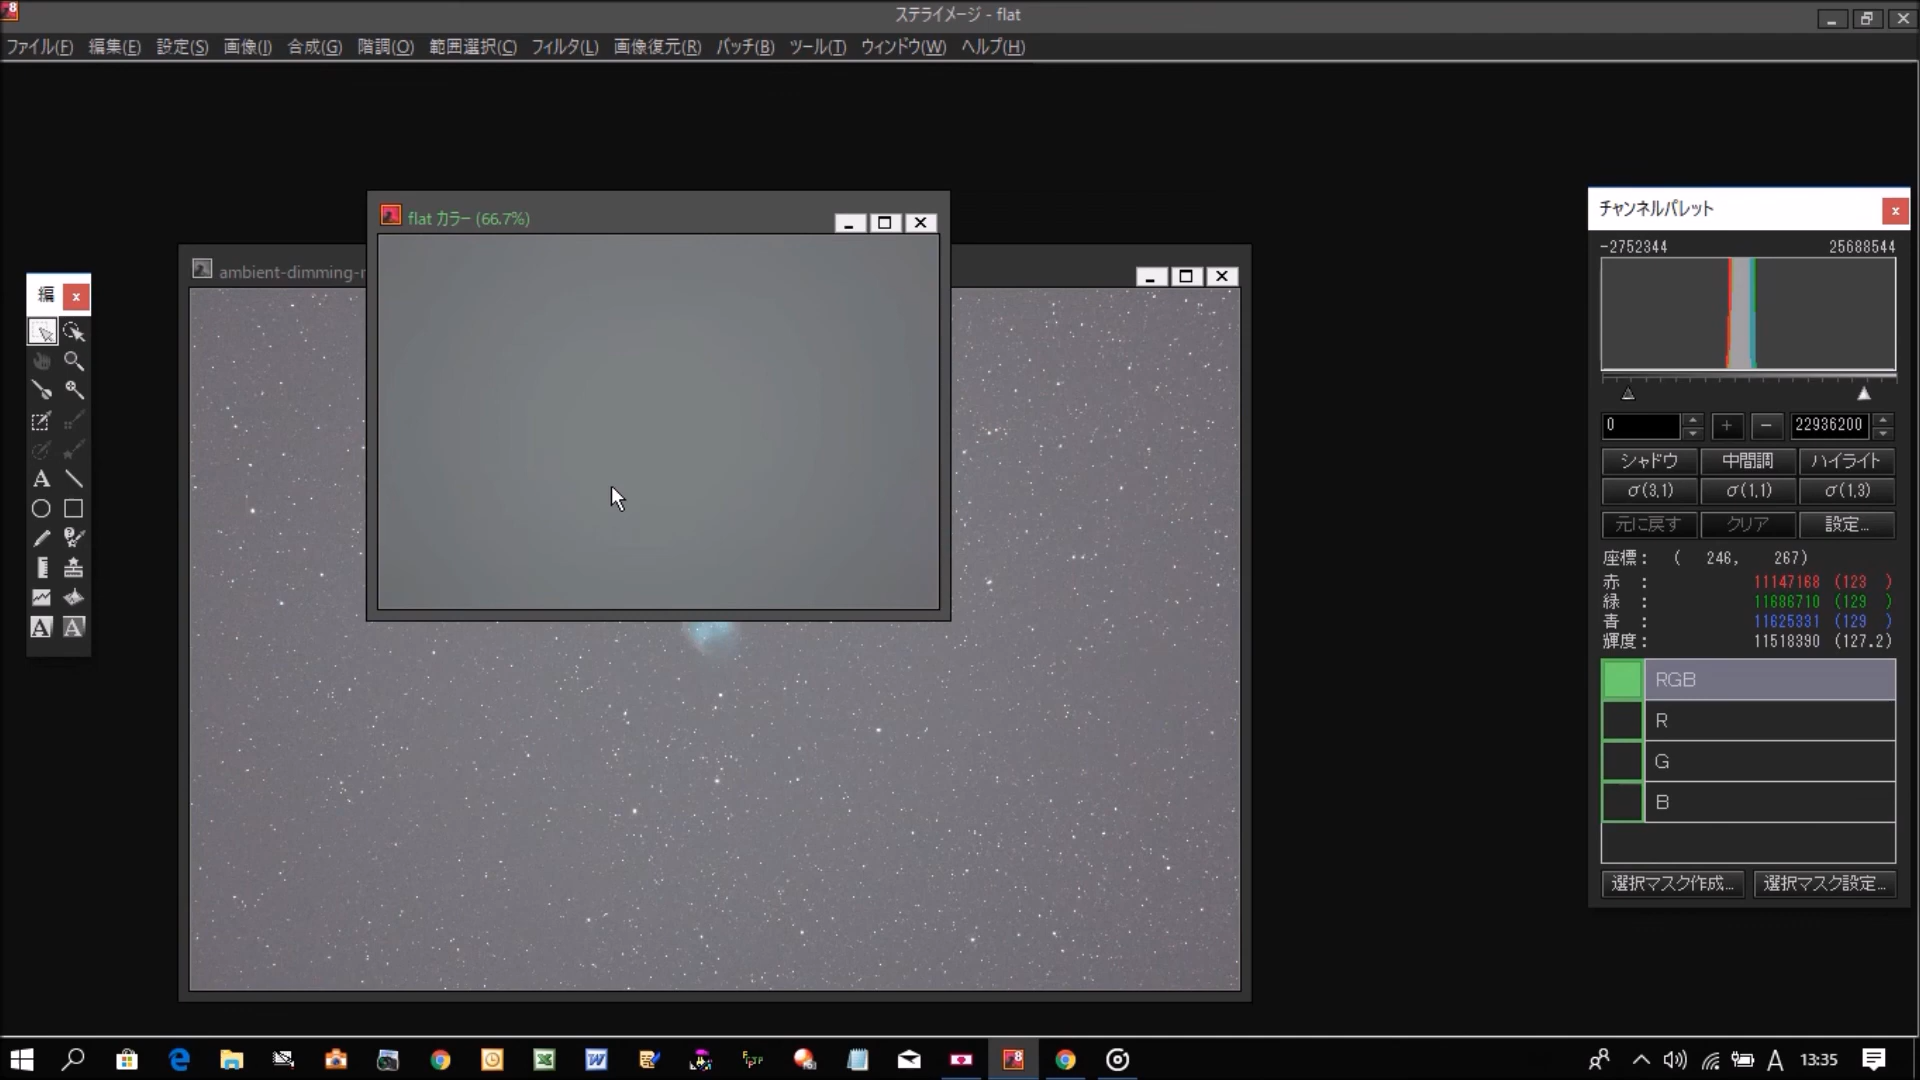 ステライメージ - flat
ファイル(F) 編集(E) 設定(S) 画像(I) 合成(G) 階調(O) 範囲選択(C) フィルタ(L) 画像復元(R) バッチ(B) ツール(T) ウィンドウ(W) ヘルプ(H)
flat カラー (66.7%)
ambient-dimming-r
編
チャンネルパレット
-2752344 25688544
0 22936200
シャドウ 中間調 ハイライト
σ(3,1) σ(1,1) σ(1,3)
元に戻す クリア 設定...
座標: ( 246, 267)
赤 : 11147168 (123 )
緑 : 11686710 (129 )
青 : 11625331 (129 )
輝度: 11518390 (127.2)
RGB
R
G
B
選択マスク作成... 選択マスク設定...
A 13:35